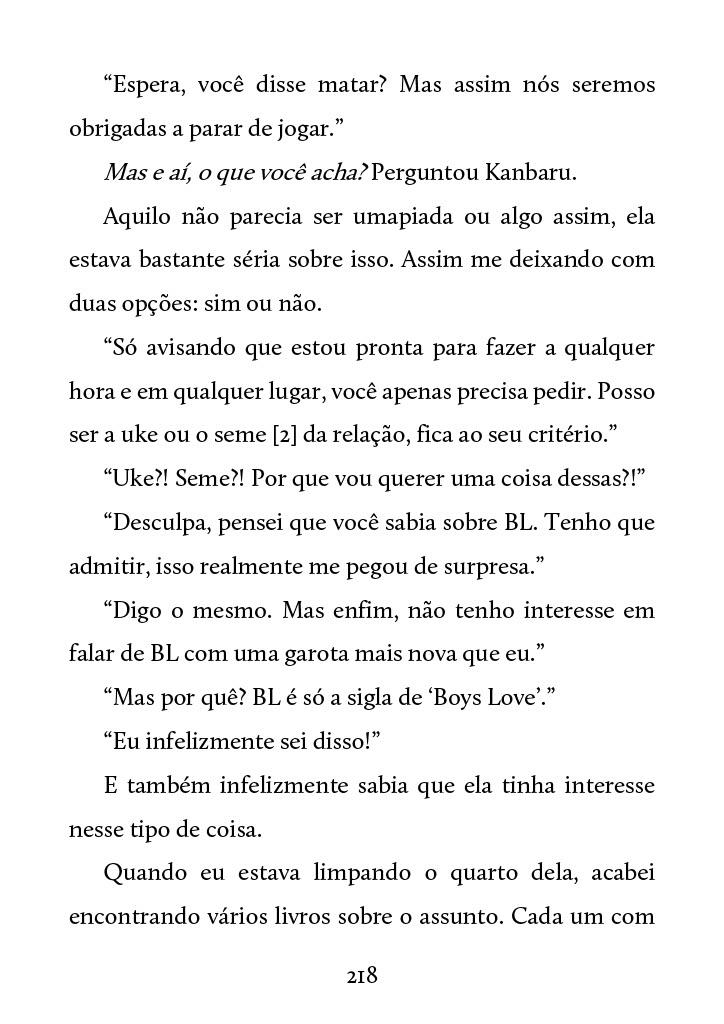 “Espera, você disse matar? Mas assim nós seremos
obrigadas a parar de jogar.”
Mas e aí, o que você acha? Perguntou Kanbaru.
Aquilo não parecia ser umapiada ou algo assim, ela
estava bastante séria sobre isso. Assim me deixando com
duas opções: sim ou não.
“Só avisando que estou pronta para fazer a qualquer
hora e em qualquer lugar, você apenas precisa pedir. Posso
ser a uke ou o seme [2] da relação, fica ao seu critério.”
“Uke?! Seme?! Por que vou querer uma coisa dessas?!”
“Desculpa, pensei que você sabia sobre BL. Tenho que
admitir, isso realmente me pegou de surpresa.”
“Digo o mesmo. Mas enfim, não tenho interesse em
falar de BL com uma garota mais nova que eu.”
“Mas por quê? BL é só a sigla de ‘Boys Love’.”
“Eu infelizmente sei disso!”
E também infelizmente sabia que ela tinha interesse
nesse tipo de coisa.
Quando eu estava limpando o quarto dela, acabei
encontrando vários livros sobre o assunto. Cada um com
218